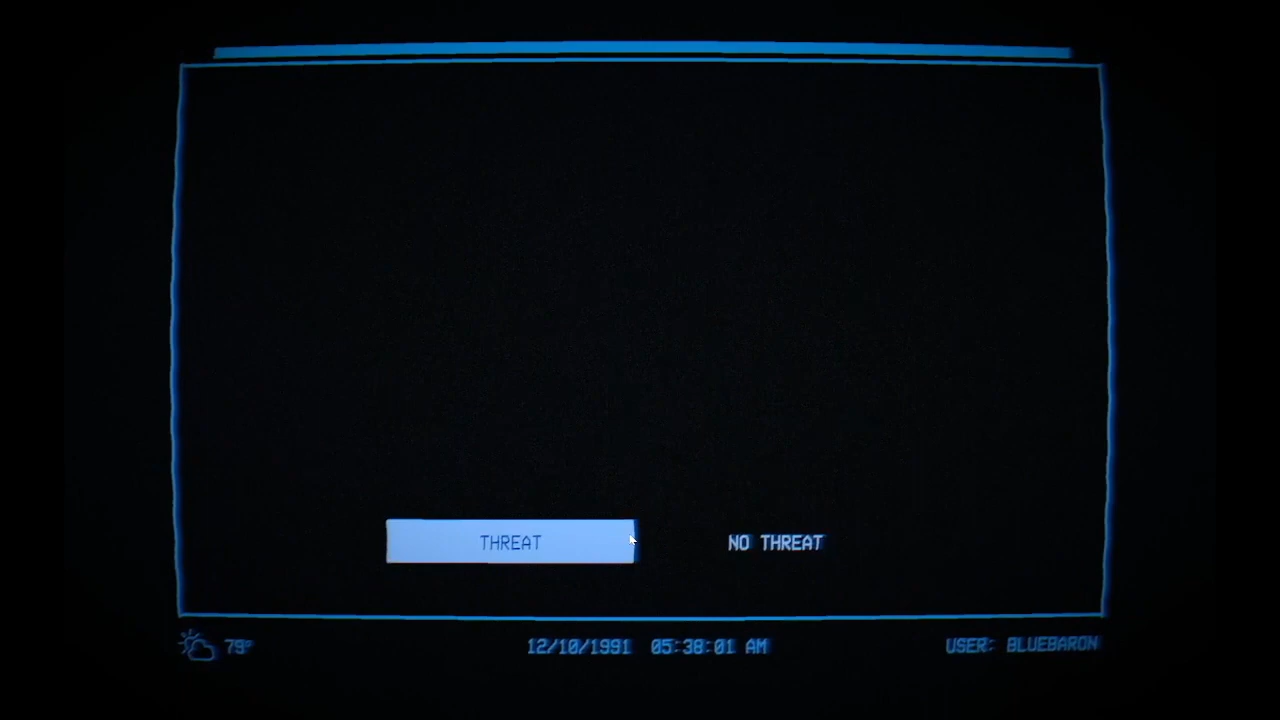 THREAT
NO THREAT
79°
12/10/1991 05:38:01 AM
USER: BLUEBARON